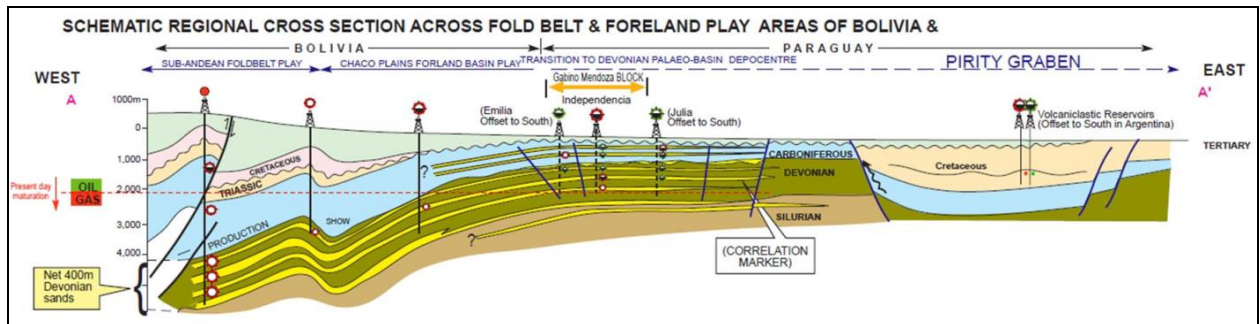 SCHEMATIC REGIONAL CROSS SECTION ACROSS FOLD BELT & FORELAND PLAY AREAS OF BOLIVIA &
BOLIVIA
PARAGUAY
SUB-ANDEAN FOLDBELT PLAY
CHACO PLAINS FORLAND BASIN PLAY
TRANSITION TO DEVONIAN PALAEO-BASIN DEPOCENTRE
PIRITY GRABEN
WEST
EAST
A
A'
Gabino Mendoza BLOCK
Independencia
(Emilia
Offset to South)
(Julia
Offset to South)
Volcaniclastic Reservoirs
(Offset to South in Argentina)
1000m
0
1,000
2,000
3,000
4,000
TERTIARY
CRETACEOUS
TRIASSIC
CARBONIFEROUS
DEVONIAN
SILURIAN
Cretaceous
Present day
maturation
OIL
GAS
PRODUCTION
SHOW
?
?
(CORRELATION
MARKER)
Net 400m
Devonian
sands